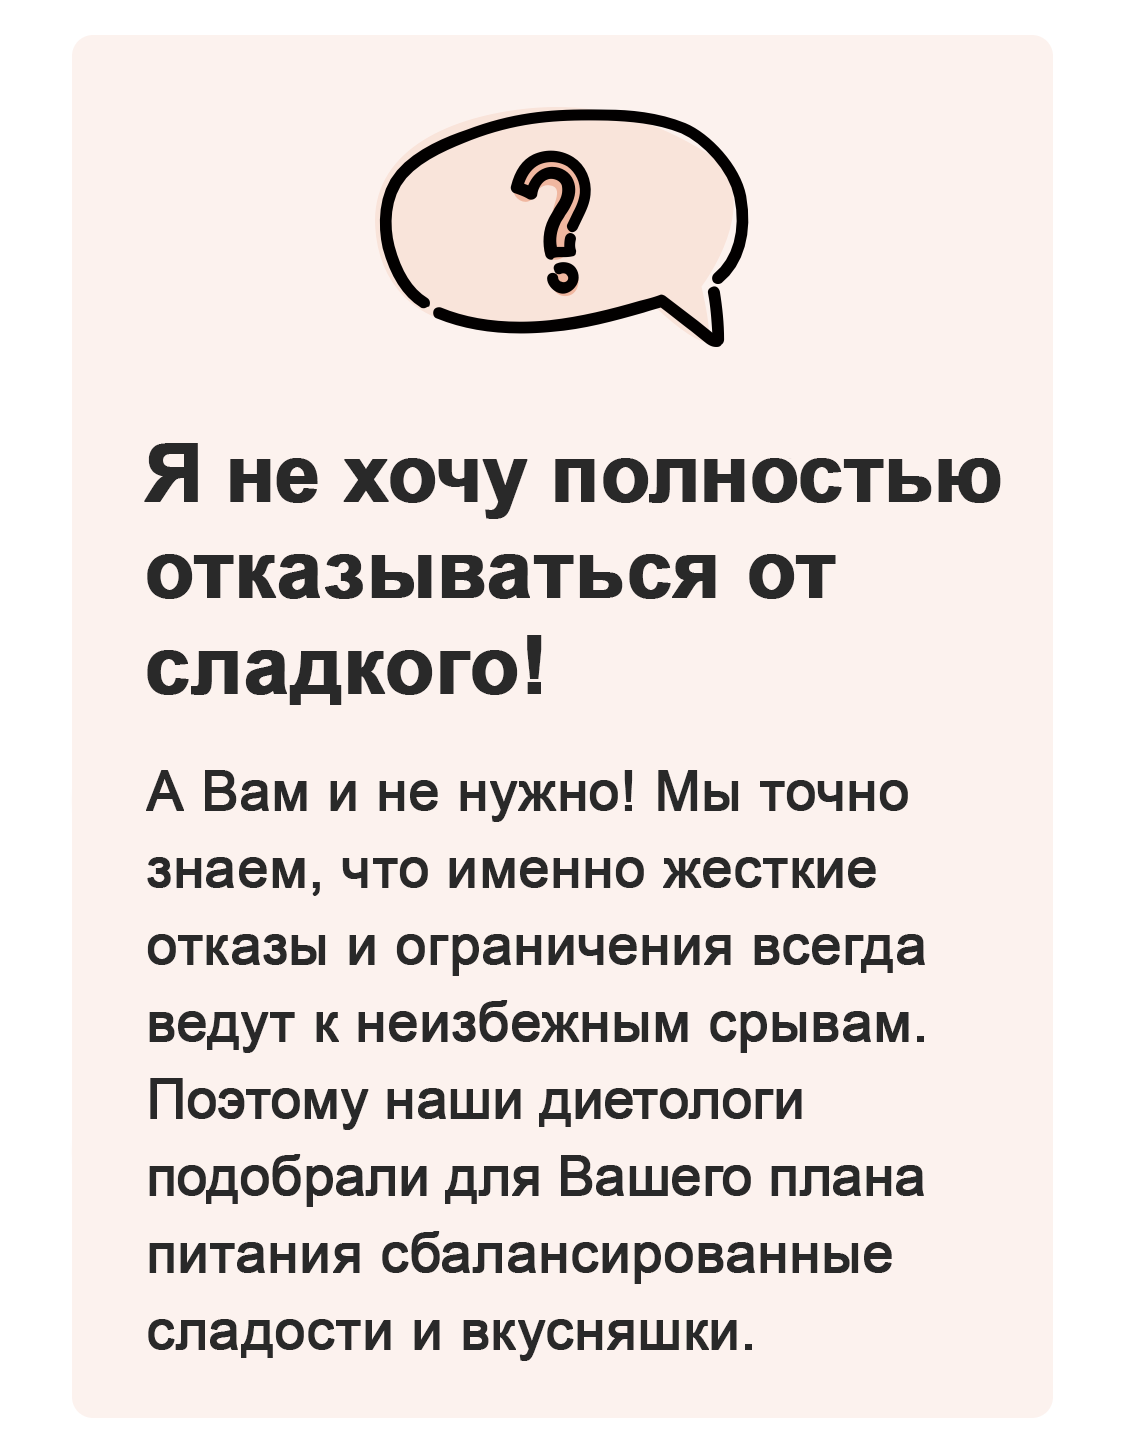 Я не хочу полностью
отказываться от
сладкого!
А Вам и не нужно! Мы точно
знаем, что именно жесткие
отказы и ограничения всегда
ведут к неизбежным срывам.
Поэтому наши диетологи
подобрали для Вашего плана
питания сбалансированные
сладости и вкусняшки.